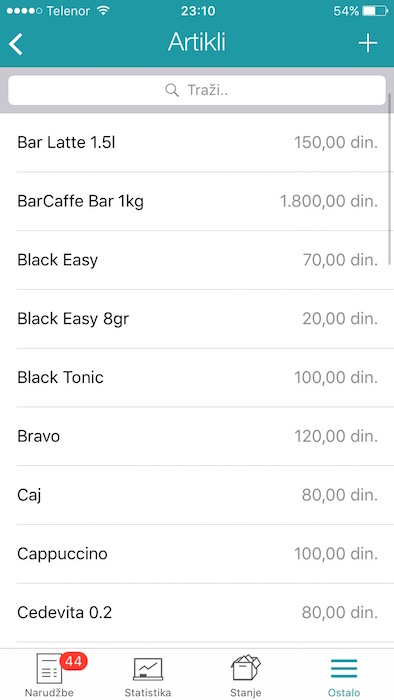 Telenor 23:10 54%
Artikli
Traži..
Bar Latte 1.5l 150,00 din.
BarCaffe Bar 1kg 1.800,00 din.
Black Easy 70,00 din.
Black Easy 8gr 20,00 din.
Black Tonic 100,00 din.
Bravo 120,00 din.
Caj 80,00 din.
Cappuccino 100,00 din.
Cedevita 0.2 80,00 din.
44
Narudžbe Statistika Stanje Ostalo